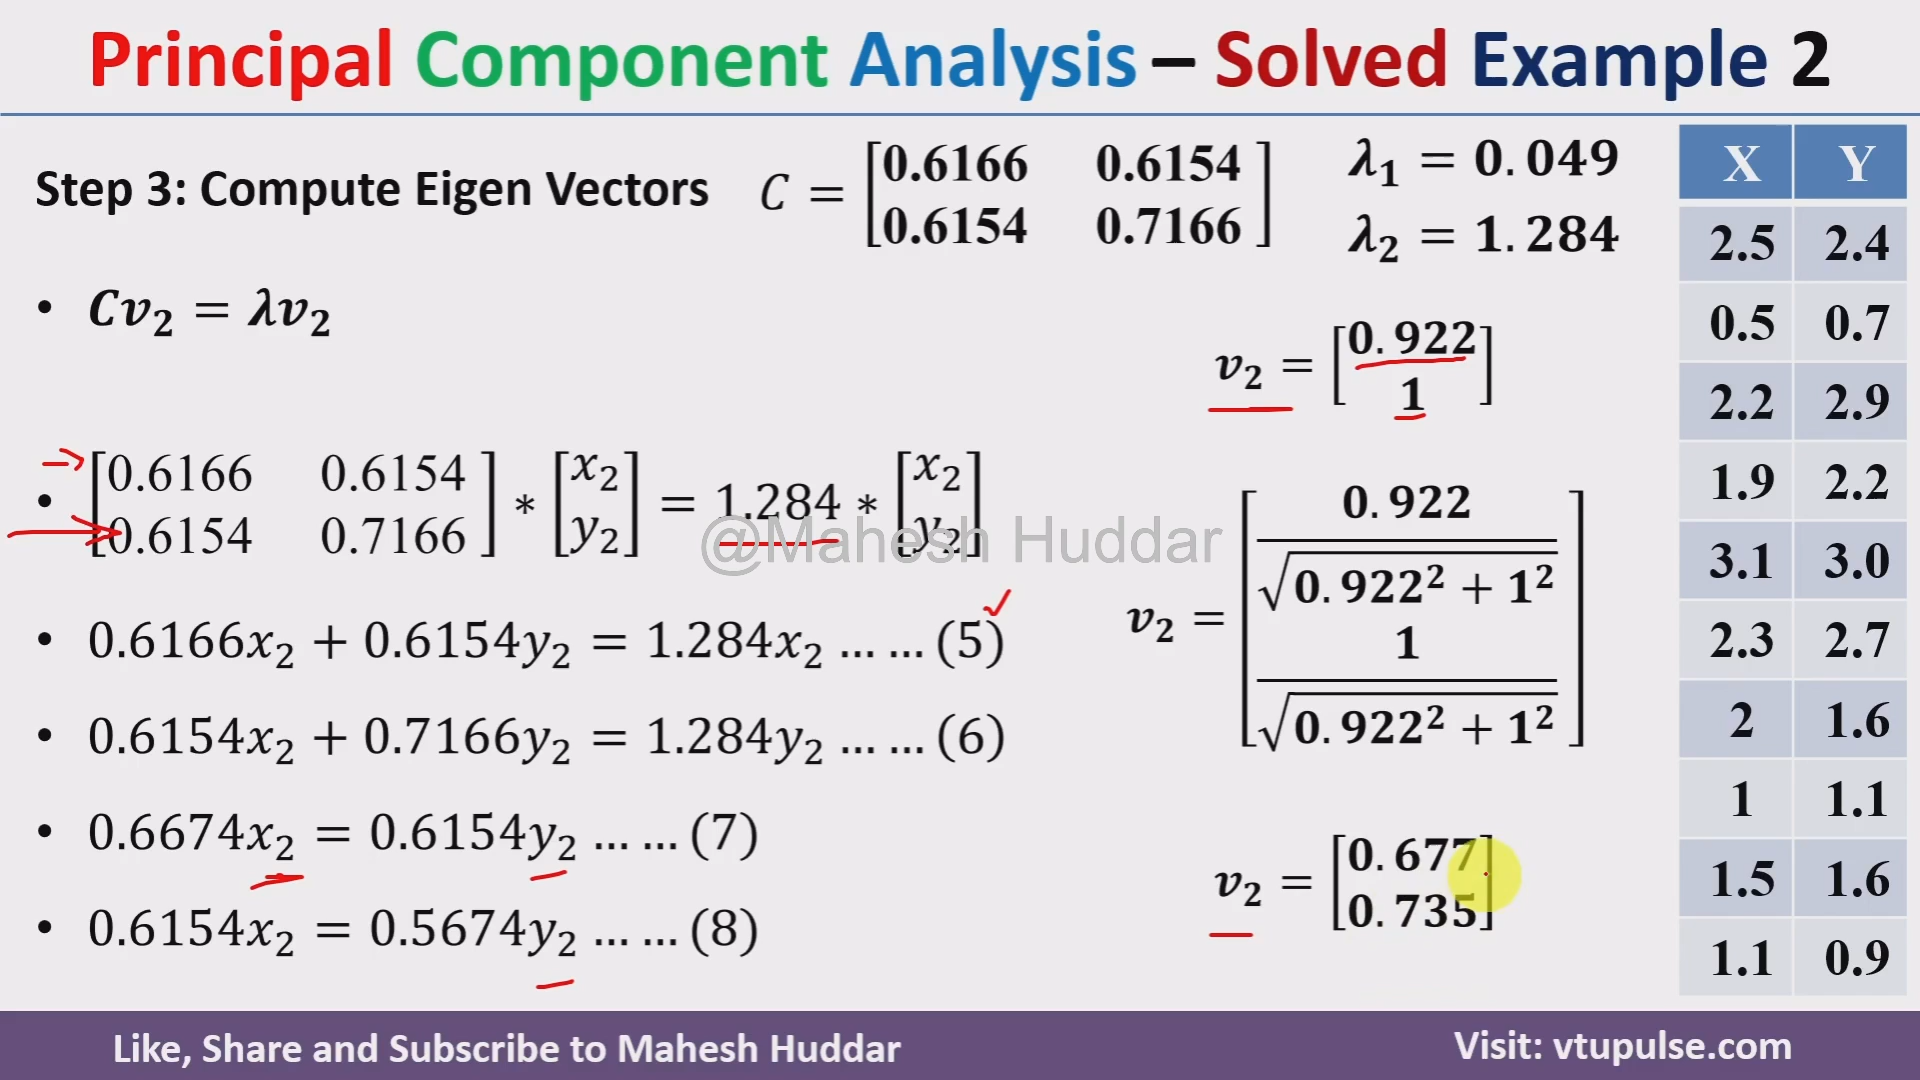 Principal Component Analysis – Solved Example 2
Step 3: Compute Eigen Vectors
C = [0.6166 0.6154
0.6154 0.7166]
λ₁ = 0.049
λ₂ = 1.284
• Cv₂ = λv₂
[0.6166 0.6154
• 0.6154 0.7166] * [x₂ y₂] = 1.284 * [x₂ y₂]
• 0.6166x₂ + 0.6154y₂ = 1.284x₂ … … (5)
• 0.6154x₂ + 0.7166y₂ = 1.284y₂ … … (6)
• 0.6674x₂ = 0.6154y₂ … … (7)
• 0.6154x₂ = 0.5674y₂ … … (8)
v₂ = [0.922
1]
v₂ = [0.922
√0.922² + 1²
1
√0.922² + 1²]
v₂ = [0.677
0.735]
@Mahesh Huddar
X Y
2.5 2.4
0.5 0.7
2.2 2.9
1.9 2.2
3.1 3.0
2.3 2.7
2 1.6
1 1.1
1.5 1.6
1.1 0.9
Like, Share and Subscribe to Mahesh Huddar
Visit: vtupulse.com